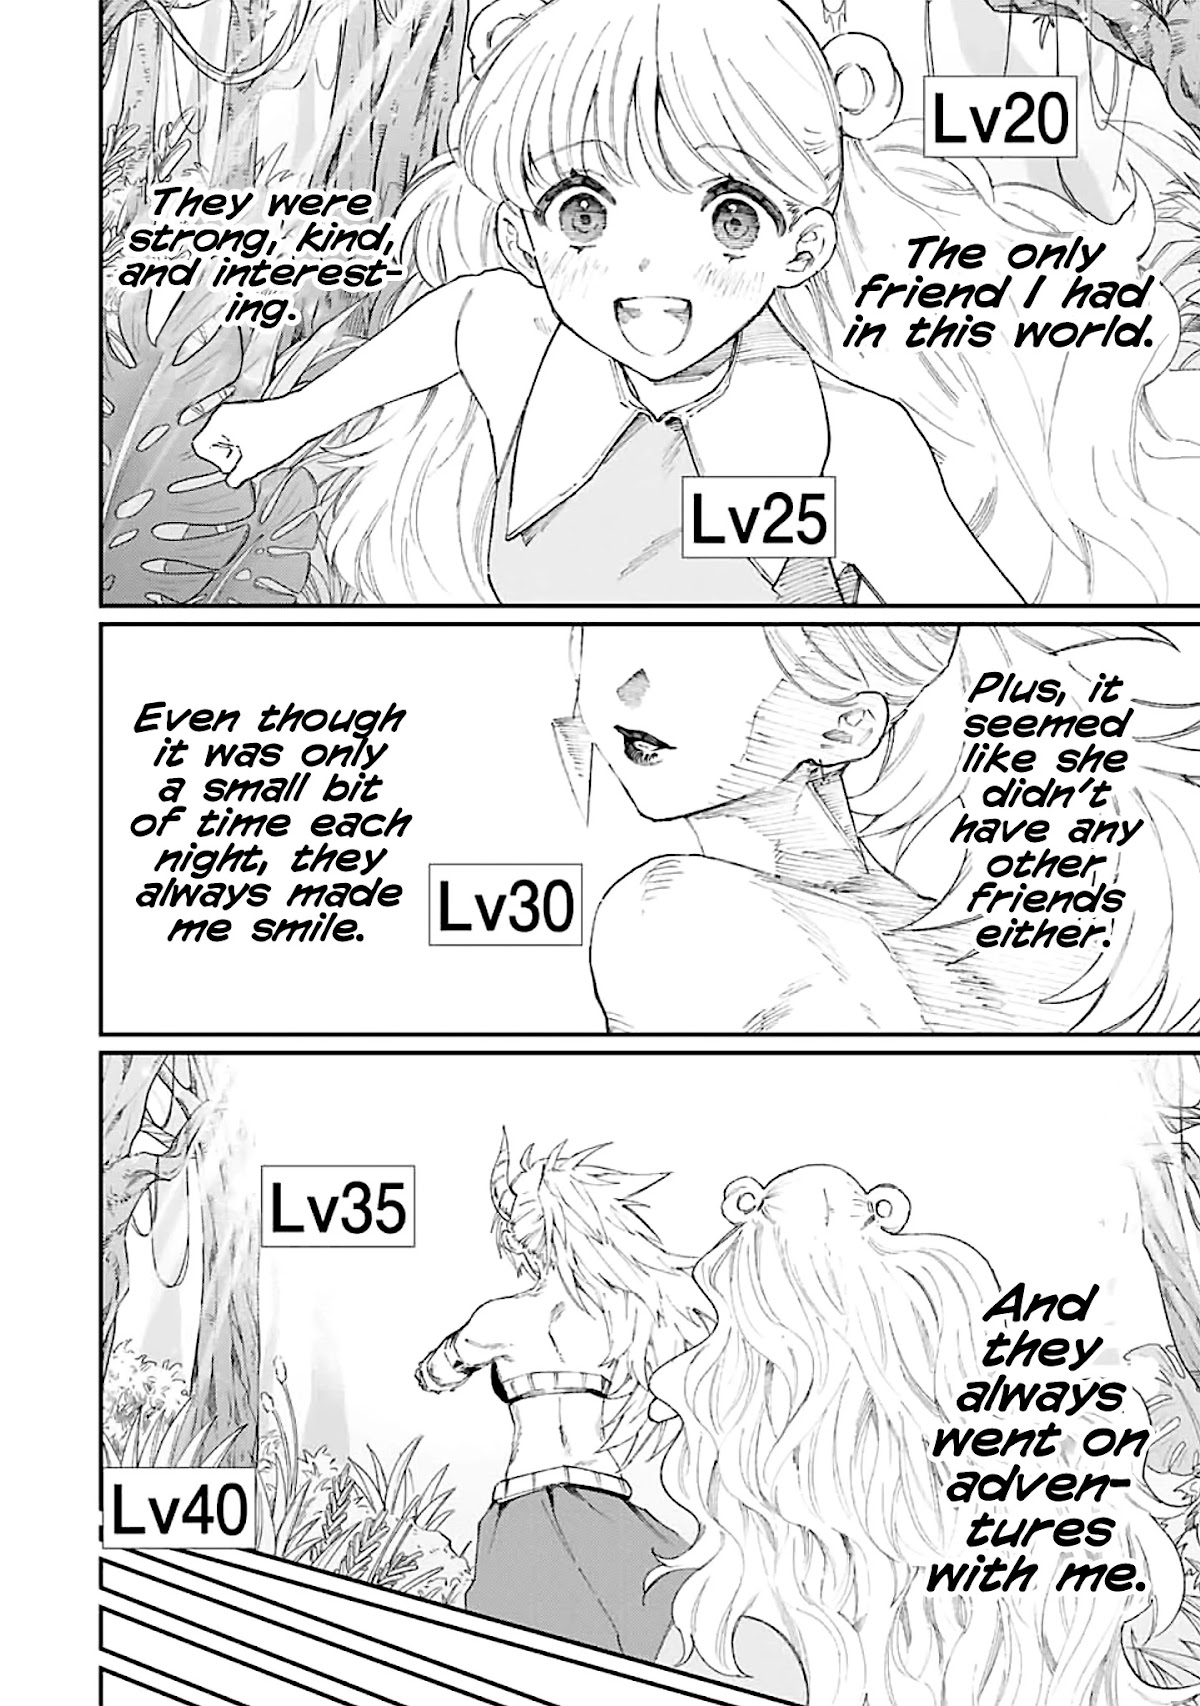 Lv20
The only
friend I had
in this world.
They were
strong, kind,
and interest-
ing.
Lv25
Plus, it
seemed
like she
didn't
have any
other
friends
either.
Lv30
Even though
it was only
a small bit
of time each
night, they
always made
me smile.
And
they
always
went on
adven-
tures
with me.
Lv35
Lv40